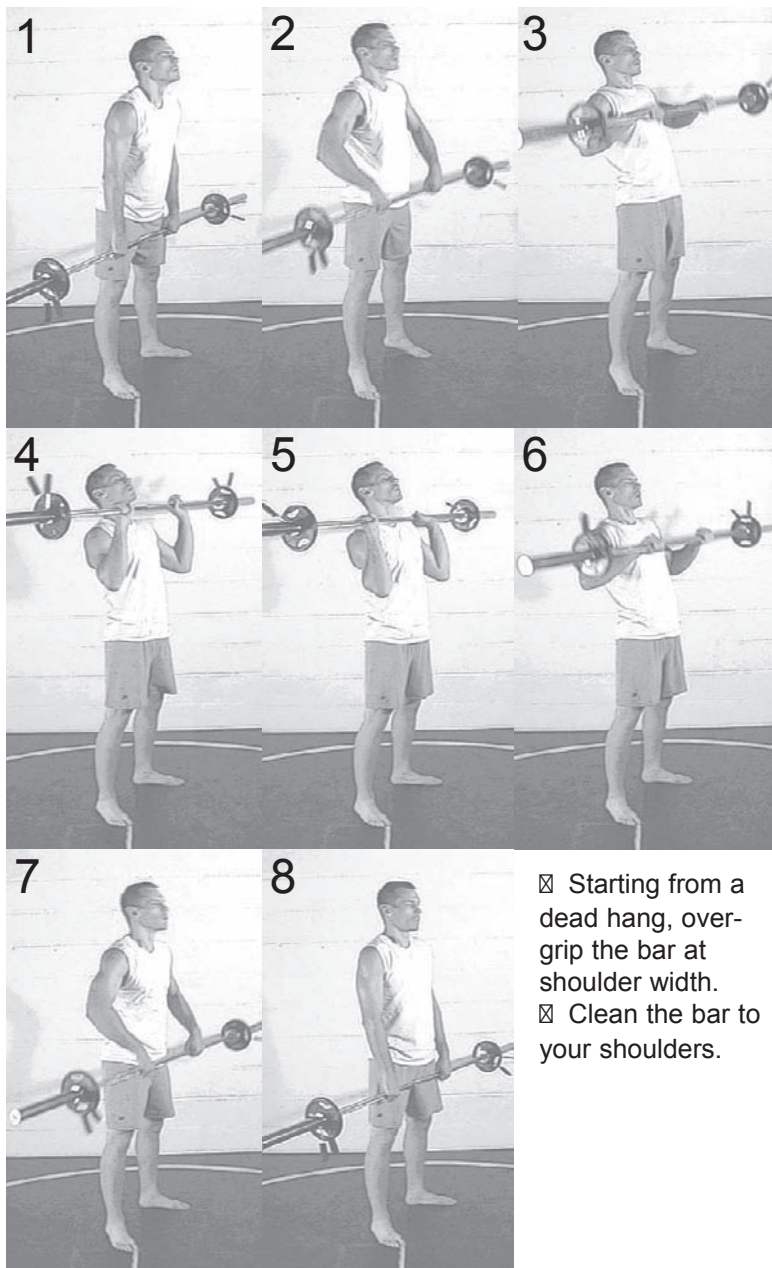 1
2
3
4
5
6
7
8
☒ Starting from a
dead hang, over-
grip the bar at
shoulder width.
☒ Clean the bar to
your shoulders.